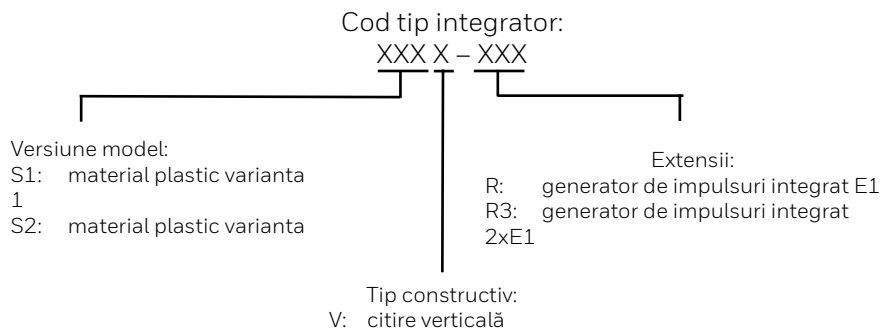 Cod tip integrator:
XXX X – XXX
Versiune model:
S1: material plastic varianta
1
S2: material plastic varianta
Extensii:
R: generator de impulsuri integrat E1
R3: generator de impulsuri integrat
2xE1
Tip constructiv:
V: citire verticală